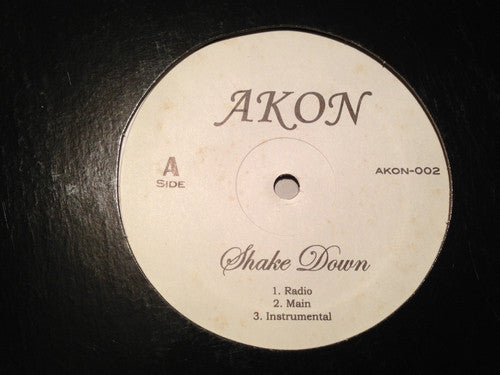 AKON
A
SIDE
AKON-002
Shake Down
1. Radio
2. Main
3. Instrumental